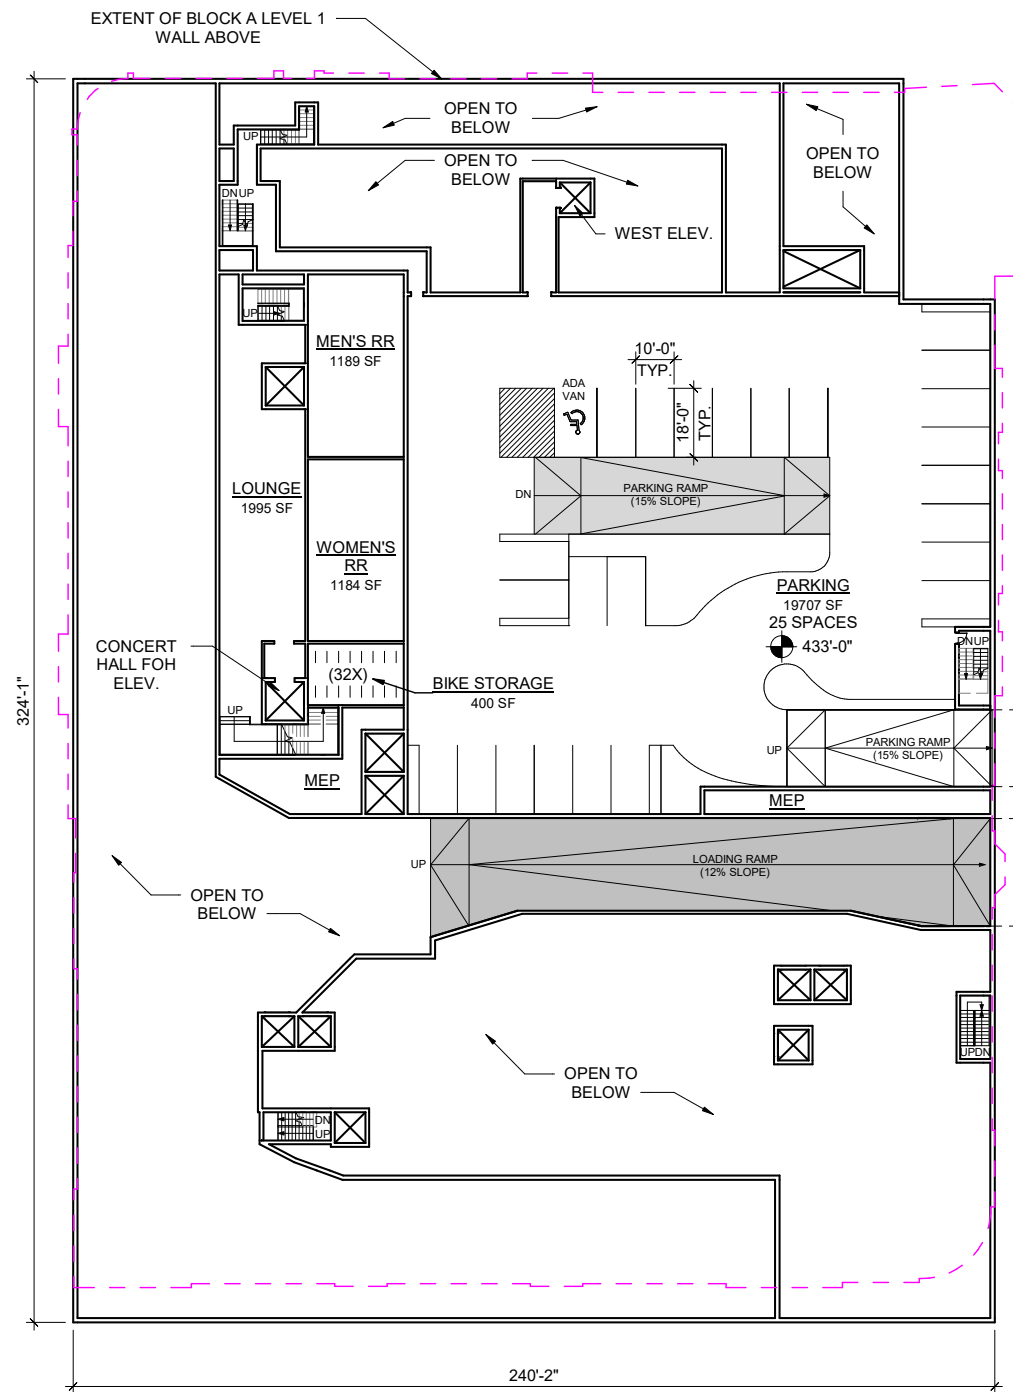 EXTENT OF BLOCK A LEVEL 1
WALL ABOVE
OPEN TO
BELOW
UP
OPEN TO
BELOW
OPEN TO
BELOW
DN UP
WEST ELEV.
UP
MEN'S RR
1189 SF
10'-0"
TYP.
ADA
VAN
18'-0"
TYP.
LOUNGE
1995 SF
DN
PARKING RAMP
(15% SLOPE)
WOMEN'S
RR
1184 SF
PARKING
19707 SF
25 SPACES
433'-0"
DN UP
CONCERT
HALL FOH
ELEV.
(32X)
BIKE STORAGE
400 SF
324'-1"
UP
UP
PARKING RAMP
(15% SLOPE)
MEP
MEP
UP
LOADING RAMP
(12% SLOPE)
OPEN TO
BELOW
UP DN
OPEN TO
BELOW
DN
UP
240'-2"